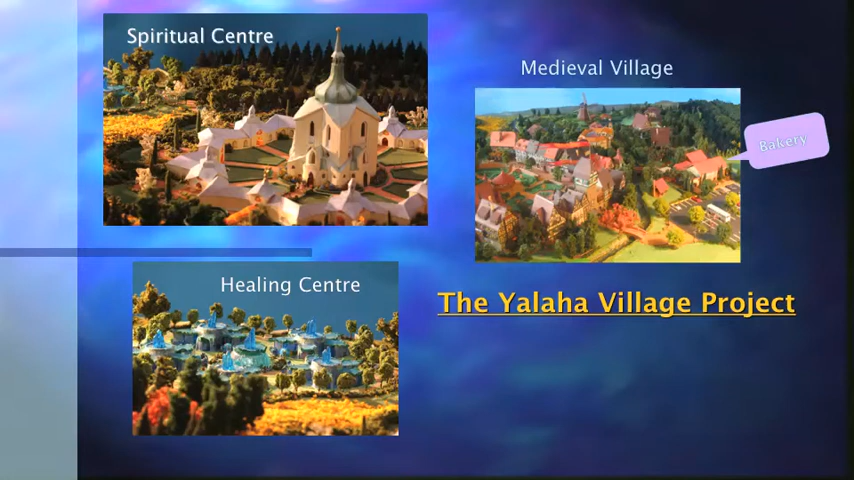 Spiritual Centre
Medieval Village
Bakery
Healing Centre
The Yalaha Village Project